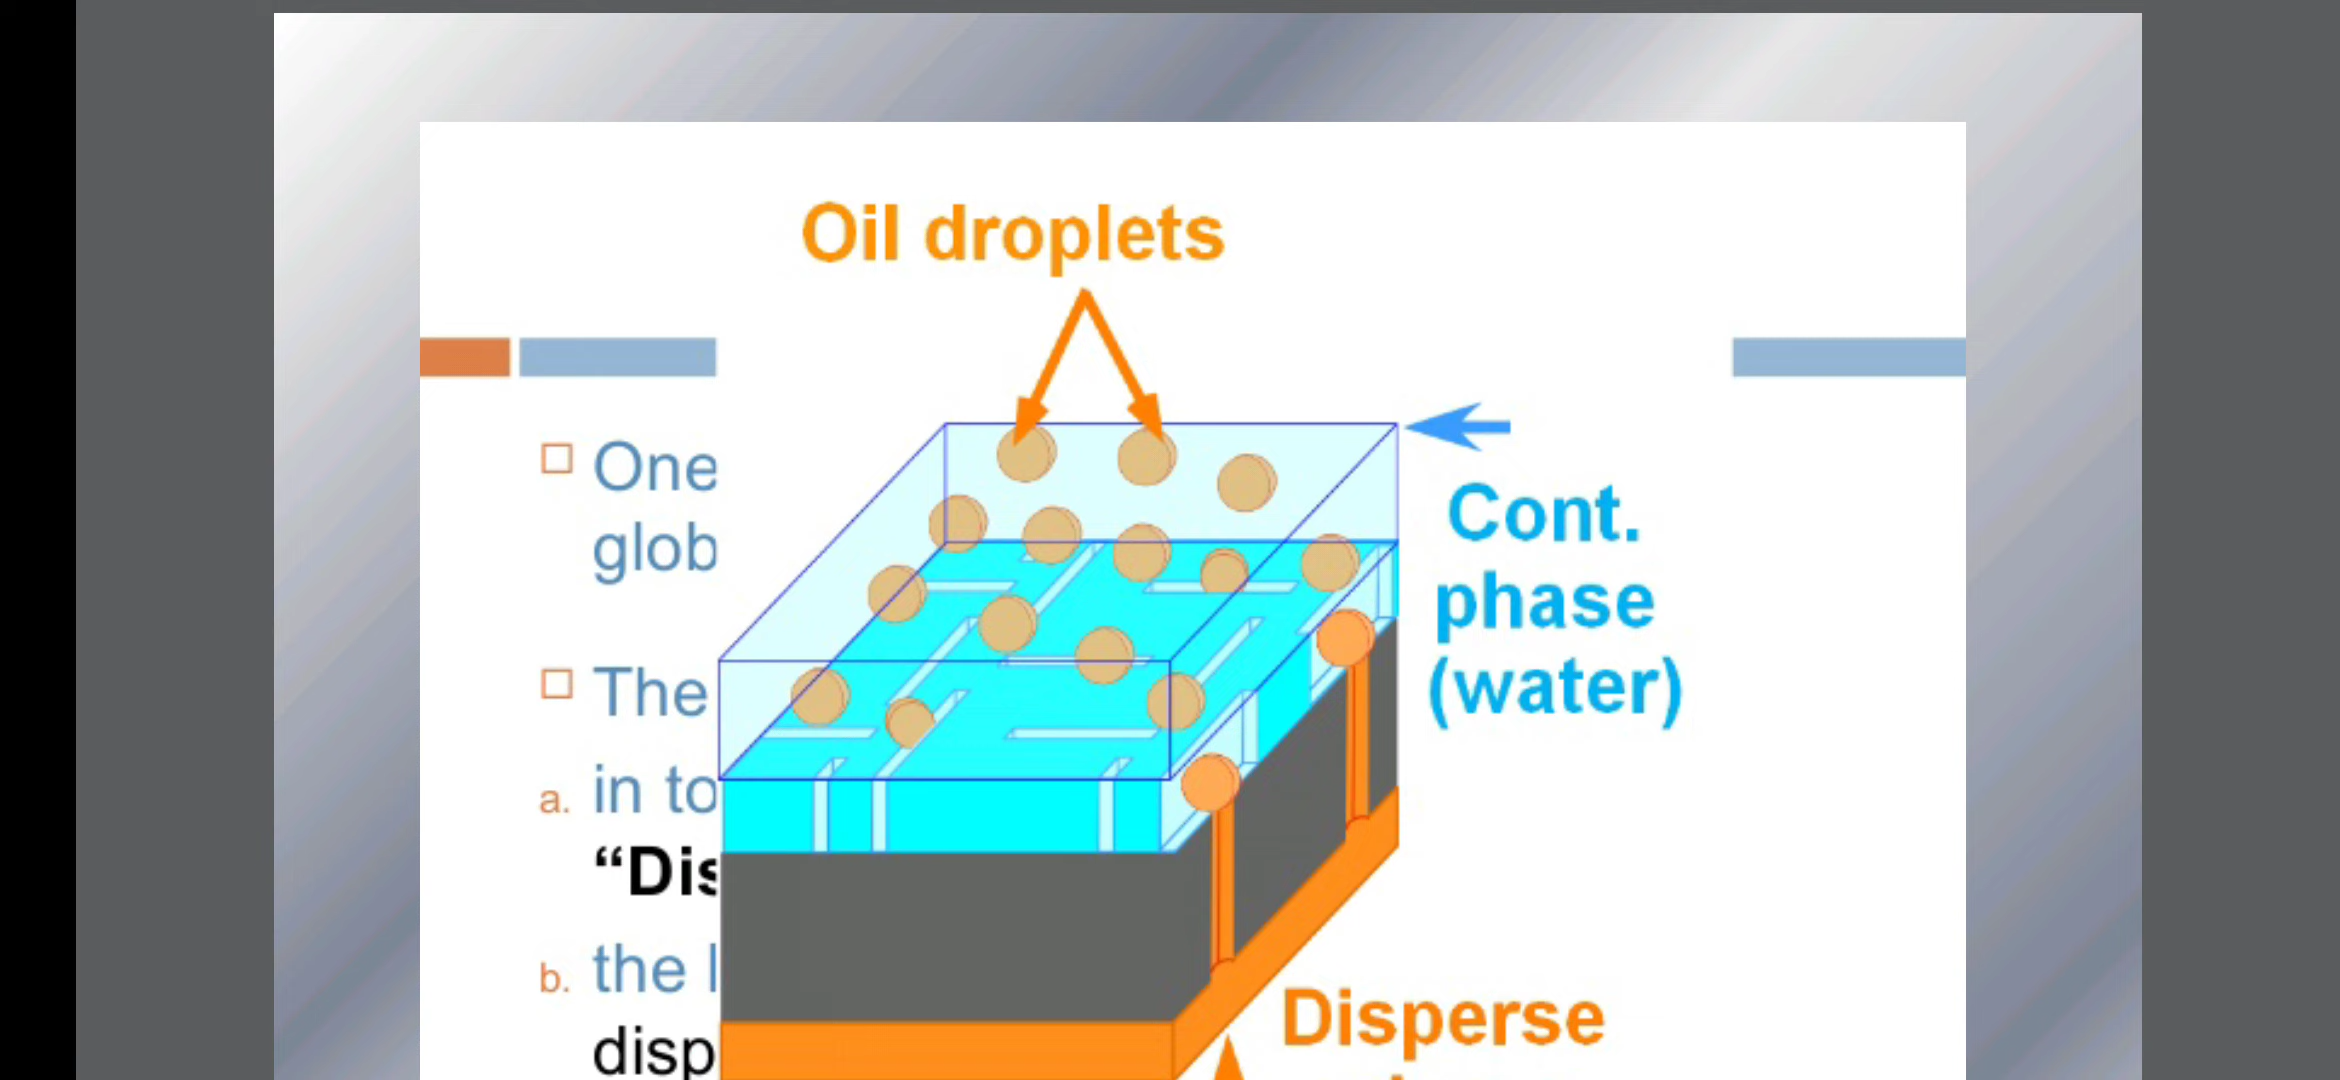 Oil droplets
One
glob
Cont.
phase
(water)
The
a. in to
“Dis
b. the
disp
Disperse